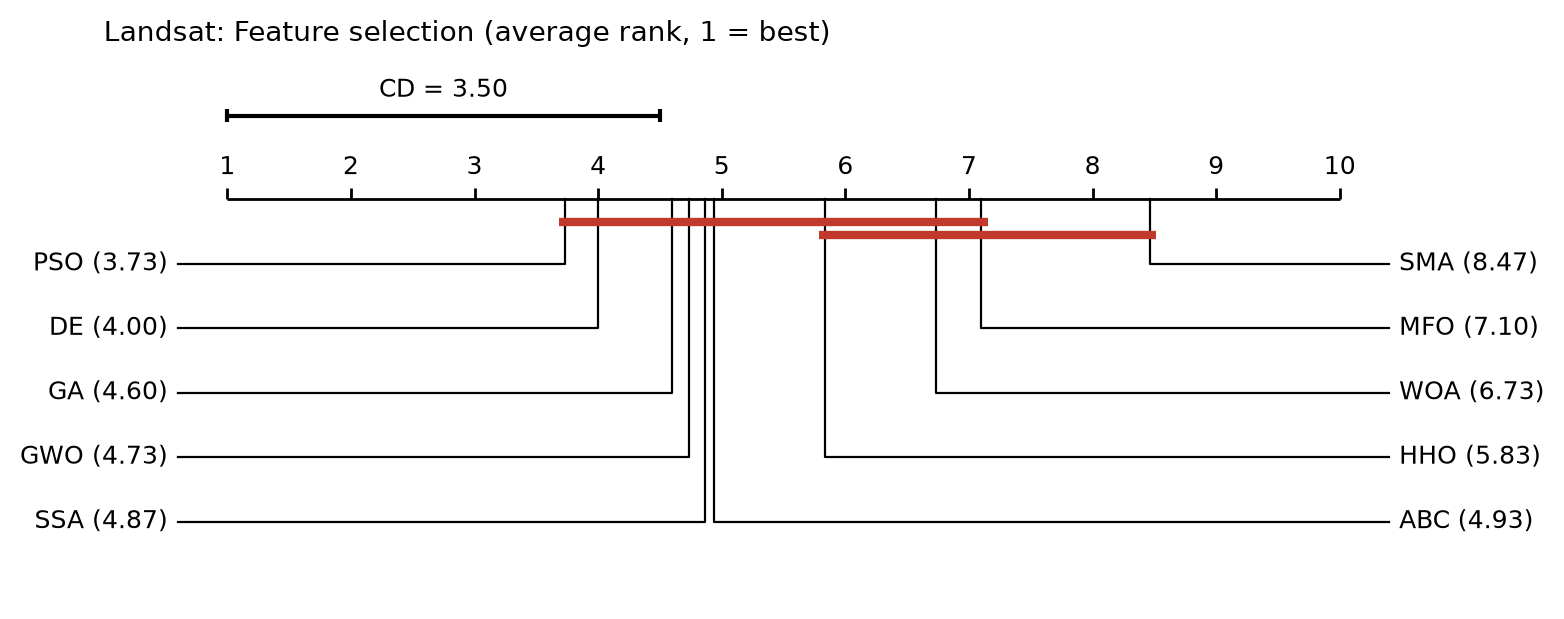 Landsat: Feature selection (average rank, 1 = best)
CD = 3.50
1 2 3 4 5 6 7 8 9 10
PSO (3.73) SMA (8.47)
DE (4.00) MFO (7.10)
GA (4.60) WOA (6.73)
GWO (4.73) HHO (5.83)
SSA (4.87) ABC (4.93)